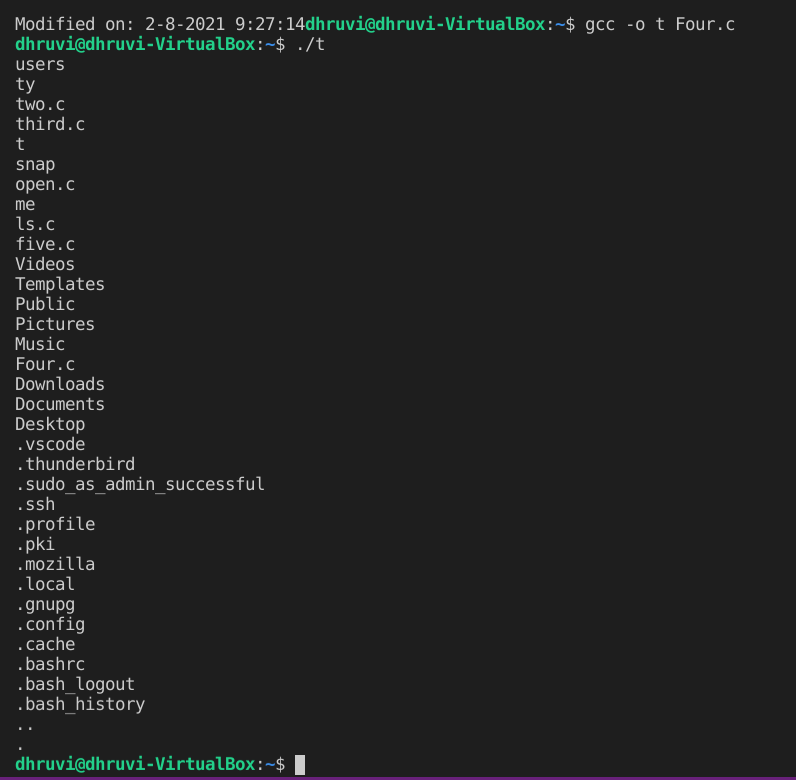 Modified on: 2-8-2021 9:27:14dhruvi@dhruvi-VirtualBox:~$ gcc -o t Four.c
dhruvi@dhruvi-VirtualBox:~$ ./t
users
ty
two.c
third.c
t
snap
open.c
me
ls.c
five.c
Videos
Templates
Public
Pictures
Music
Four.c
Downloads
Documents
Desktop
.vscode
.thunderbird
.sudo_as_admin_successful
.ssh
.profile
.pki
.mozilla
.local
.gnupg
.config
.cache
.bashrc
.bash_logout
.bash_history
..
.
dhruvi@dhruvi-VirtualBox:~$